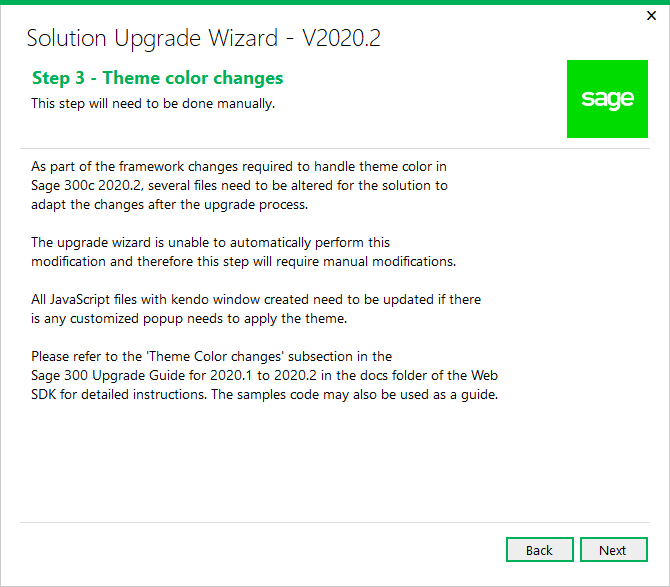 Solution Upgrade Wizard - V2020.2
Step 3 - Theme color changes
This step will need to be done manually.
sage
As part of the framework changes required to handle theme color in
Sage 300c 2020.2, several files need to be altered for the solution to
adapt the changes after the upgrade process.
The upgrade wizard is unable to automatically perform this
modification and therefore this step will require manual modifications.
All JavaScript files with kendo window created need to be updated if there
is any customized popup needs to apply the theme.
Please refer to the 'Theme Color changes' subsection in the
Sage 300 Upgrade Guide for 2020.1 to 2020.2 in the docs folder of the Web
SDK for detailed instructions. The samples code may also be used as a guide.
Back
Next